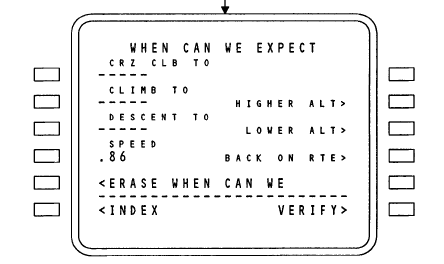 WHEN CAN WE EXPECT
CRZ CLB TO
-----
CLIMB TO
----- HIGHER ALT>
DESCENT TO
----- LOWER ALT>
SPEED
.86 BACK ON RTE>
<ERASE WHEN CAN WE
------------------------
<INDEX VERIFY>